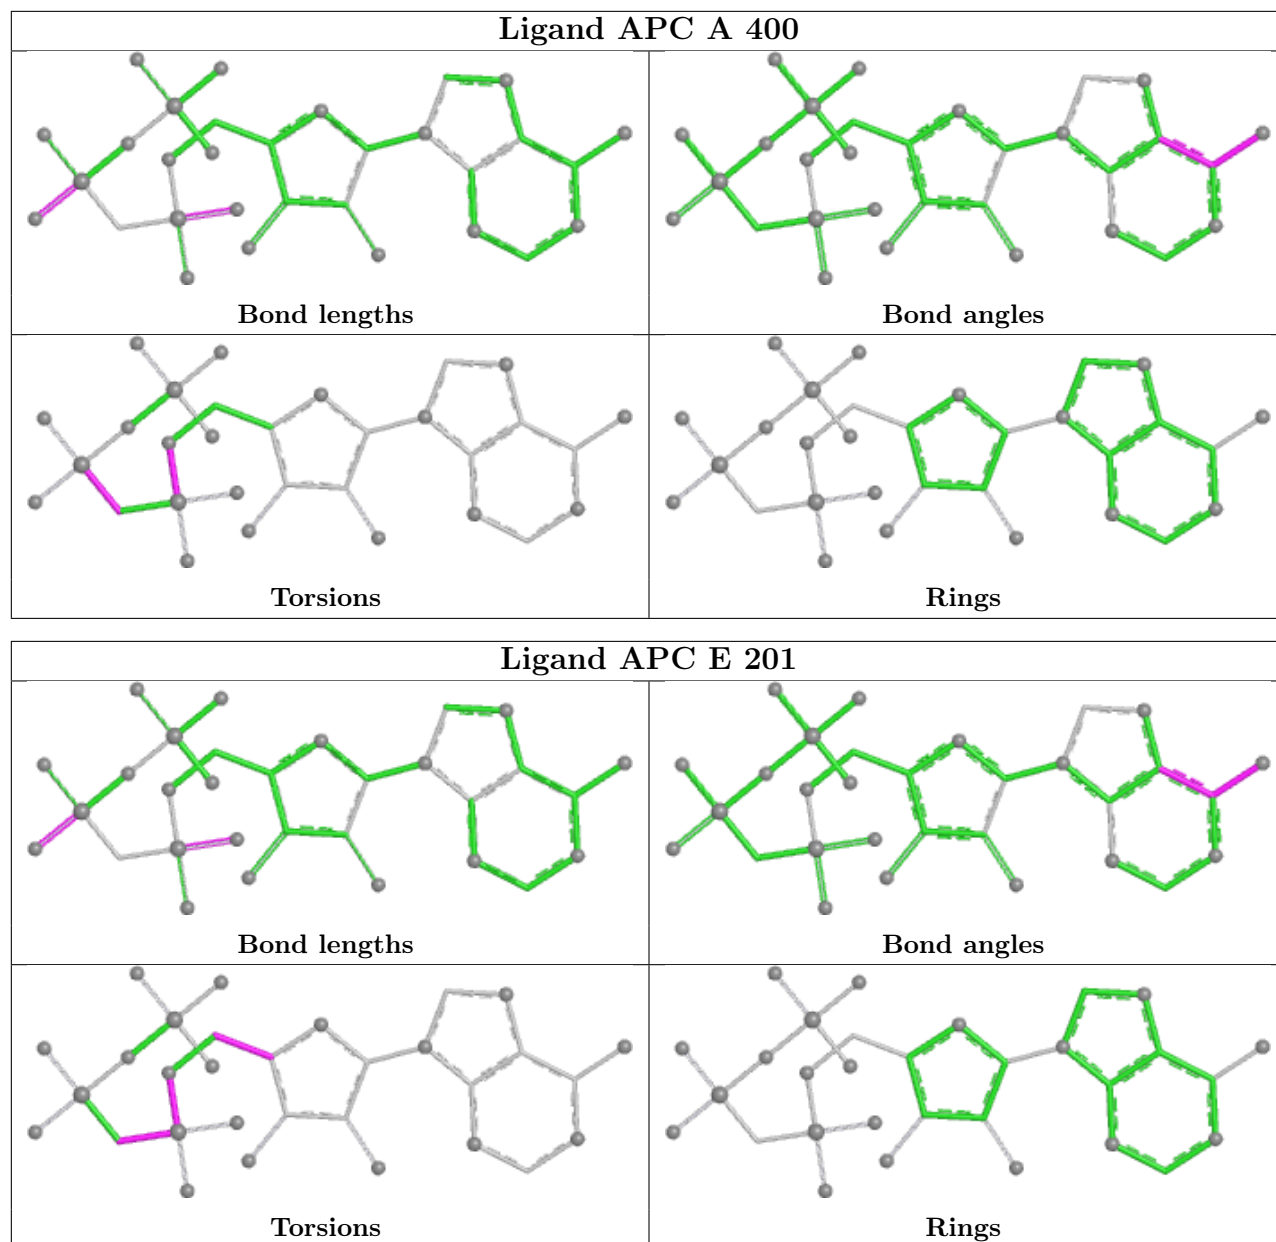 Ligand APC A 400
Bond lengths
Bond angles
Torsions
Rings
Ligand APC E 201
Bond lengths
Bond angles
Torsions
Rings